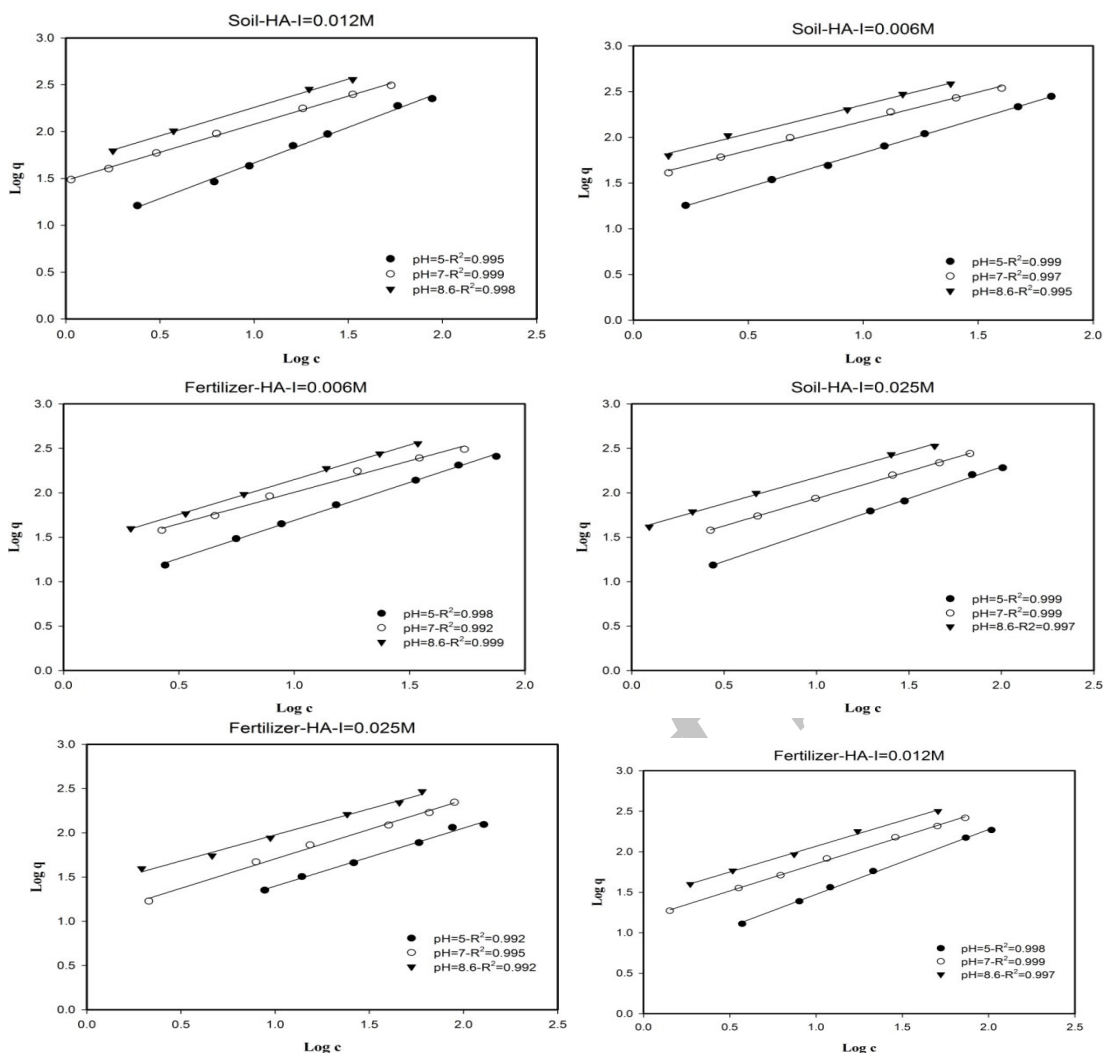 Soil-HA-I=0.012M
3.0
2.5
2.0
1.5
1.0
0.5
0.0
Log q
pH=5-R²=0.995
pH=7-R²=0.999
pH=8.6-R²=0.998
0.0 0.5 1.0 1.5 2.0 2.5
Log c
Soil-HA-I=0.006M
3.0
2.5
2.0
1.5
1.0
0.5
0.0
Log q
pH=5-R²=0.999
pH=7-R²=0.997
pH=8.6-R²=0.995
0.0 0.5 1.0 1.5 2.0
Log c
Fertilizer-HA-I=0.006M
3.0
2.5
2.0
1.5
1.0
0.5
0.0
Log q
pH=5-R²=0.998
pH=7-R²=0.992
pH=8.6-R²=0.999
0.0 0.5 1.0 1.5 2.0
Log c
Soil-HA-I=0.025M
3.0
2.5
2.0
1.5
1.0
0.5
0.0
Log q
pH=5-R²=0.999
pH=7-R²=0.999
pH=8.6-R2=0.997
0.0 0.5 1.0 1.5 2.0 2.5
Log c
Fertilizer-HA-I=0.025M
3.0
2.5
2.0
1.5
1.0
0.5
0.0
Log q
pH=5-R²=0.992
pH=7-R²=0.995
pH=8.6-R²=0.992
0.0 0.5 1.0 1.5 2.0 2.5
Log c
Fertilizer-HA-I=0.012M
3.0
2.5
2.0
1.5
1.0
0.5
0.0
Log q
pH=5-R²=0.998
pH=7-R²=0.999
pH=8.6-R²=0.997
0.0 0.5 1.0 1.5 2.0 2.5
Log c